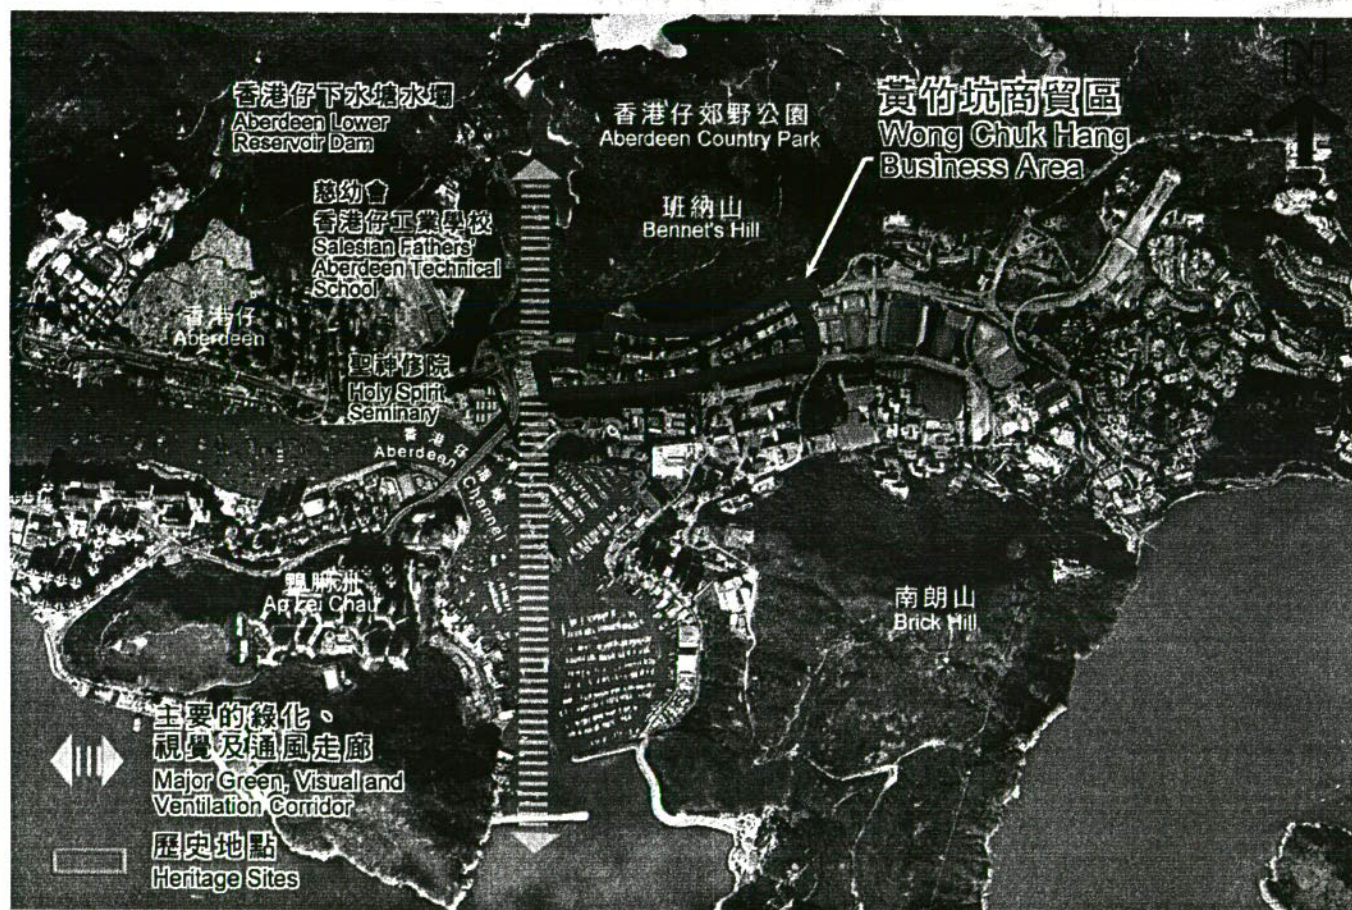 N
香港仔下水塘水壩
Aberdeen Lower
Reservoir Dam
香港仔郊野公園
Aberdeen Country Park
黃竹坑商貿區
Wong Chuk Hang
Business Area
慈幼會
香港仔工業學校
Salesian Fathers'
Aberdeen Technical
School
班納山
Bennet's Hill
香港仔
Aberdeen
聖神修院
Holy Spirit
Seminary
香港仔海峽
Aberdeen Channel
鴨脷洲
Ap Lei Chau
南朗山
Brick Hill
主要的綠化、
視覺及通風走廊
Major Green, Visual and
Ventilation Corridor
歷史地點
Heritage Sites